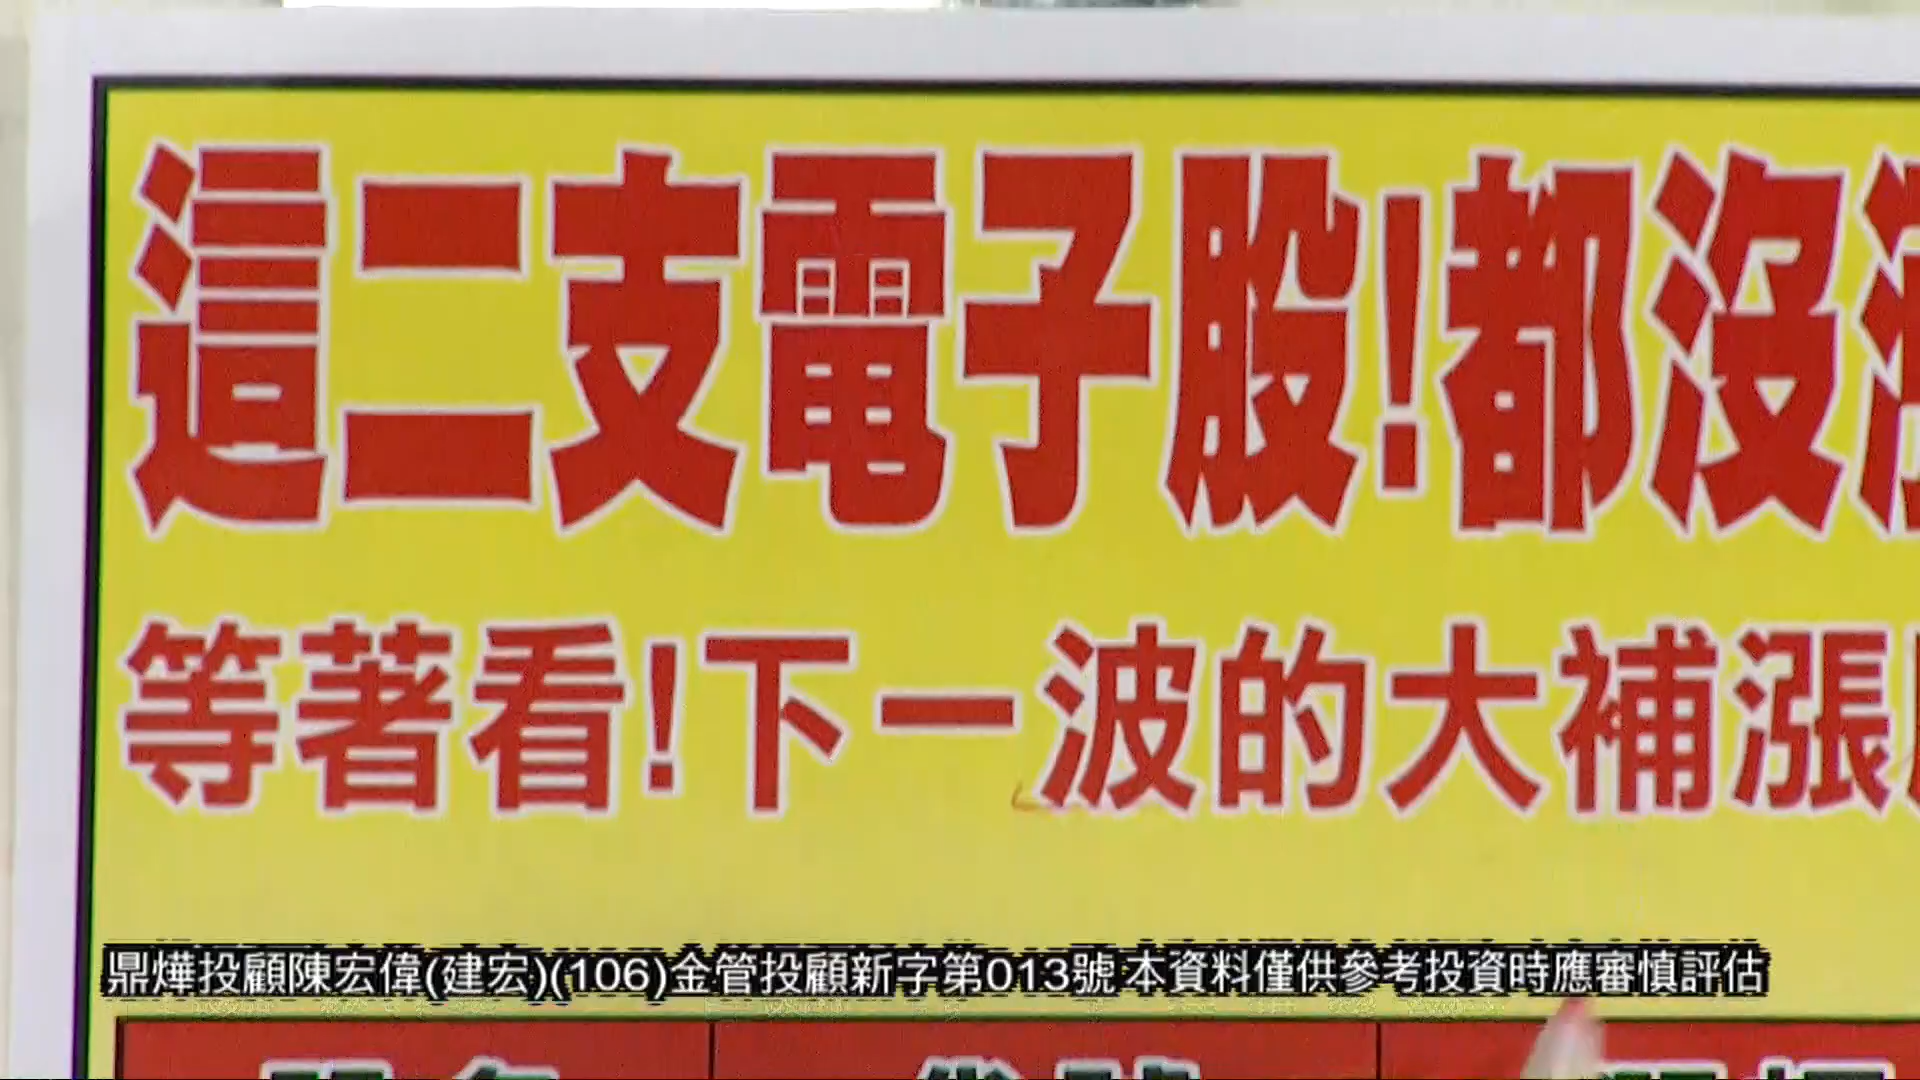 這二支電子股!都沒
等著看!下一波的大補漲
鼎燁投顧陳宏偉(建宏)(106)金管投顧新字第013號 本資料僅供參考投資時應審慎評估